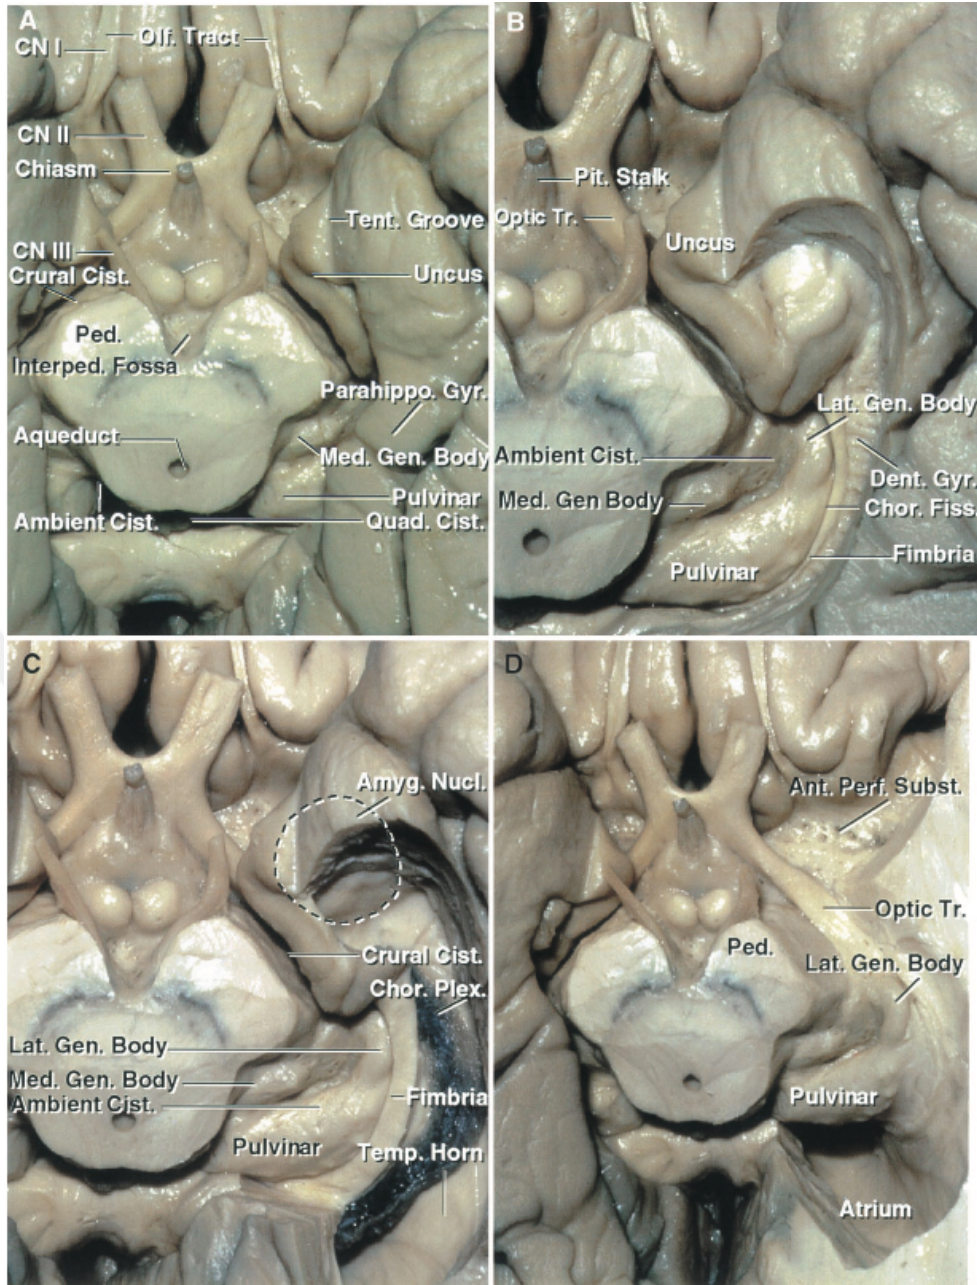 A
Olf. Tract
CN I
CN II
Chiasm
Tent. Groove
CN III
Uncus
Crural Cist.
Ped.
Interped. Fossa
Parahippo. Gyr.
Aqueduct
Med. Gen. Body
Pulvinar
Ambient Cist.
Quad. Cist.
B
Pit. Stalk
Optic Tr.
Uncus
Lat. Gen. Body
Ambient Cist.
Dent. Gyr.
Med. Gen Body
Chor. Fiss.
Fimbria
Pulvinar
C
Amyg. Nucl.
Crural Cist.
Chor. Plex.
Lat. Gen. Body
Med. Gen. Body
Fimbria
Ambient Cist.
Pulvinar
Temp. Horn
D
Ant. Perf. Subst.
Optic Tr.
Ped.
Lat. Gen. Body
Pulvinar
Atrium